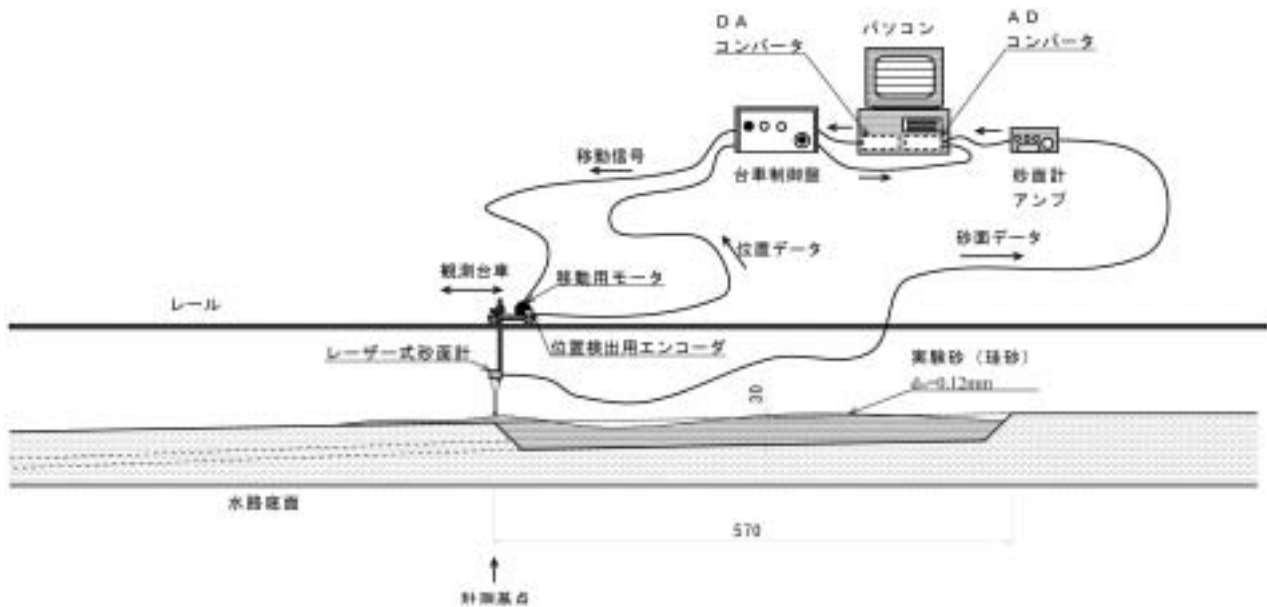 DA
コンバータ
パソコン
AD
コンバータ
移動信号
台車制御盤
砂面計
アンプ
位置データ
砂面データ
観測台車
移動用モータ
レール
位置検出用エンコーダ
レーザー式砂面計
実験砂（珪砂）
=0.12mm
30
水路底面
570
計測基点